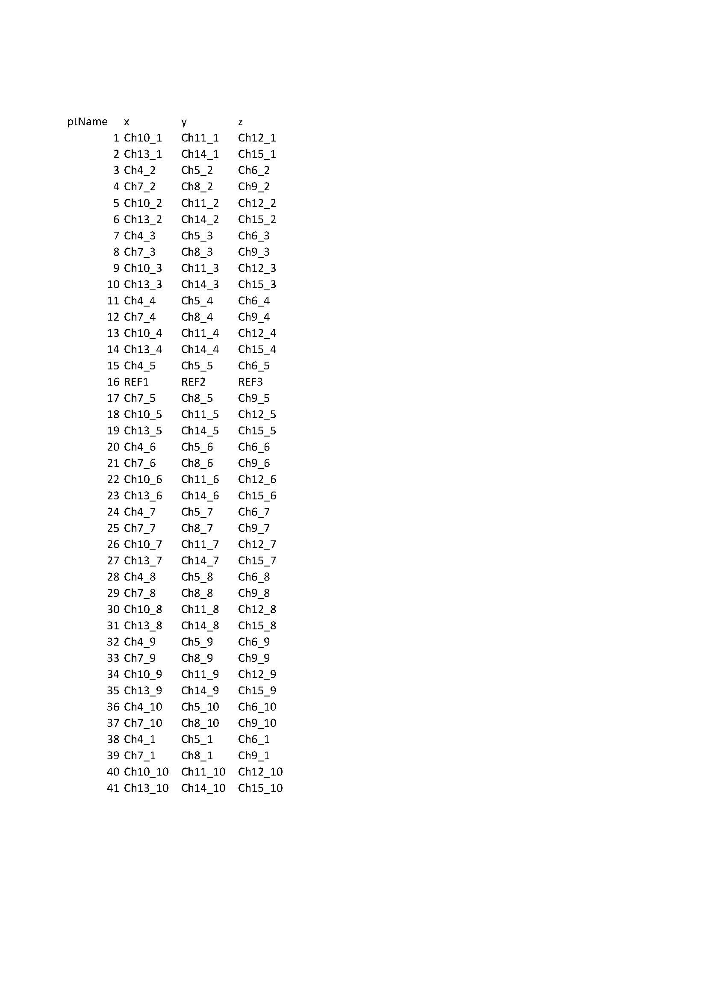 ptName x y z
1 Ch10_1 Ch11_1 Ch12_1
2 Ch13_1 Ch14_1 Ch15_1
3 Ch4_2 Ch5_2 Ch6_2
4 Ch7_2 Ch8_2 Ch9_2
5 Ch10_2 Ch11_2 Ch12_2
6 Ch13_2 Ch14_2 Ch15_2
7 Ch4_3 Ch5_3 Ch6_3
8 Ch7_3 Ch8_3 Ch9_3
9 Ch10_3 Ch11_3 Ch12_3
10 Ch13_3 Ch14_3 Ch15_3
11 Ch4_4 Ch5_4 Ch6_4
12 Ch7_4 Ch8_4 Ch9_4
13 Ch10_4 Ch11_4 Ch12_4
14 Ch13_4 Ch14_4 Ch15_4
15 Ch4_5 Ch5_5 Ch6_5
16 REF1 REF2 REF3
17 Ch7_5 Ch8_5 Ch9_5
18 Ch10_5 Ch11_5 Ch12_5
19 Ch13_5 Ch14_5 Ch15_5
20 Ch4_6 Ch5_6 Ch6_6
21 Ch7_6 Ch8_6 Ch9_6
22 Ch10_6 Ch11_6 Ch12_6
23 Ch13_6 Ch14_6 Ch15_6
24 Ch4_7 Ch5_7 Ch6_7
25 Ch7_7 Ch8_7 Ch9_7
26 Ch10_7 Ch11_7 Ch12_7
27 Ch13_7 Ch14_7 Ch15_7
28 Ch4_8 Ch5_8 Ch6_8
29 Ch7_8 Ch8_8 Ch9_8
30 Ch10_8 Ch11_8 Ch12_8
31 Ch13_8 Ch14_8 Ch15_8
32 Ch4_9 Ch5_9 Ch6_9
33 Ch7_9 Ch8_9 Ch9_9
34 Ch10_9 Ch11_9 Ch12_9
35 Ch13_9 Ch14_9 Ch15_9
36 Ch4_10 Ch5_10 Ch6_10
37 Ch7_10 Ch8_10 Ch9_10
38 Ch4_1 Ch5_1 Ch6_1
39 Ch7_1 Ch8_1 Ch9_1
40 Ch10_10 Ch11_10 Ch12_10
41 Ch13_10 Ch14_10 Ch15_10